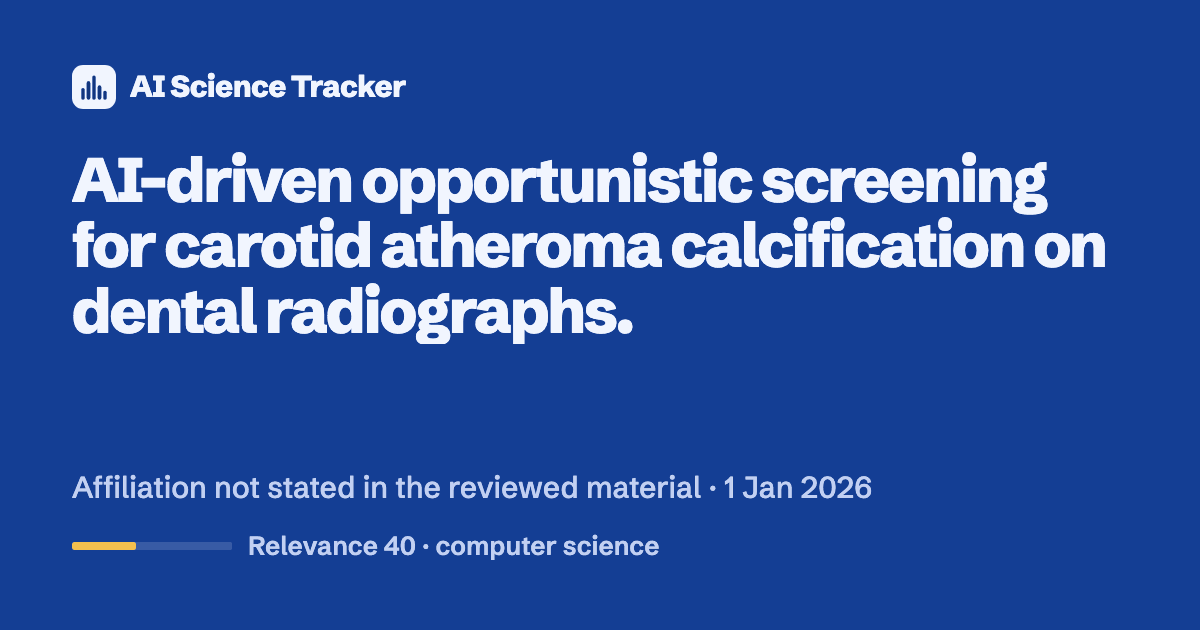 AI Science Tracker
AI-driven opportunistic screening
for carotid atheroma calcification on
dental radiographs.
Affiliation not stated in the reviewed material · 1 Jan 2026
Relevance 40 · computer science